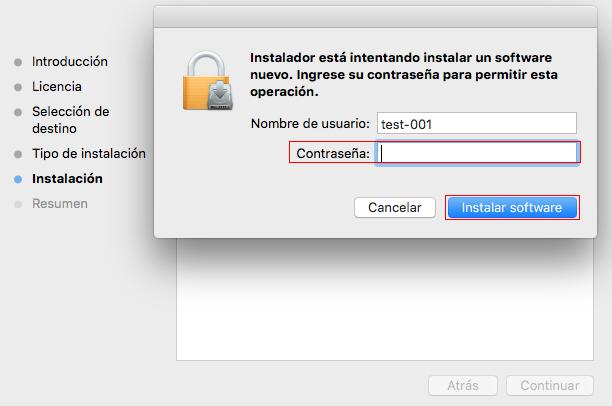 Introducción
Licencia
Selección de
destino
Tipo de instalación
Instalación
Resumen
Instalador está intentando instalar un software
nuevo. Ingrese su contraseña para permitir esta
operación.
Nombre de usuario: test-001
Contraseña:
Cancelar Instalar software
Atrás Continuar